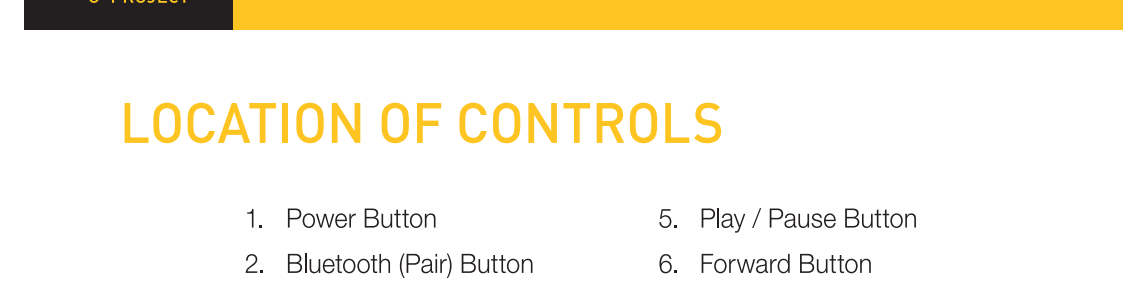 LOCATION OF CONTROLS
1. Power Button
2. Bluetooth (Pair) Button
5. Play / Pause Button
6. Forward Button